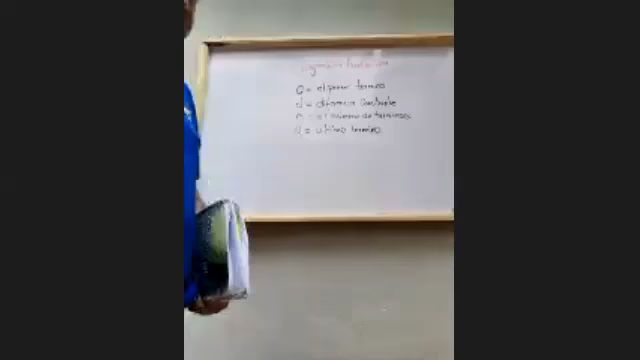 a = el primer termino
d = diferencia constante
n = el numero de terminos
U = ultimo termino